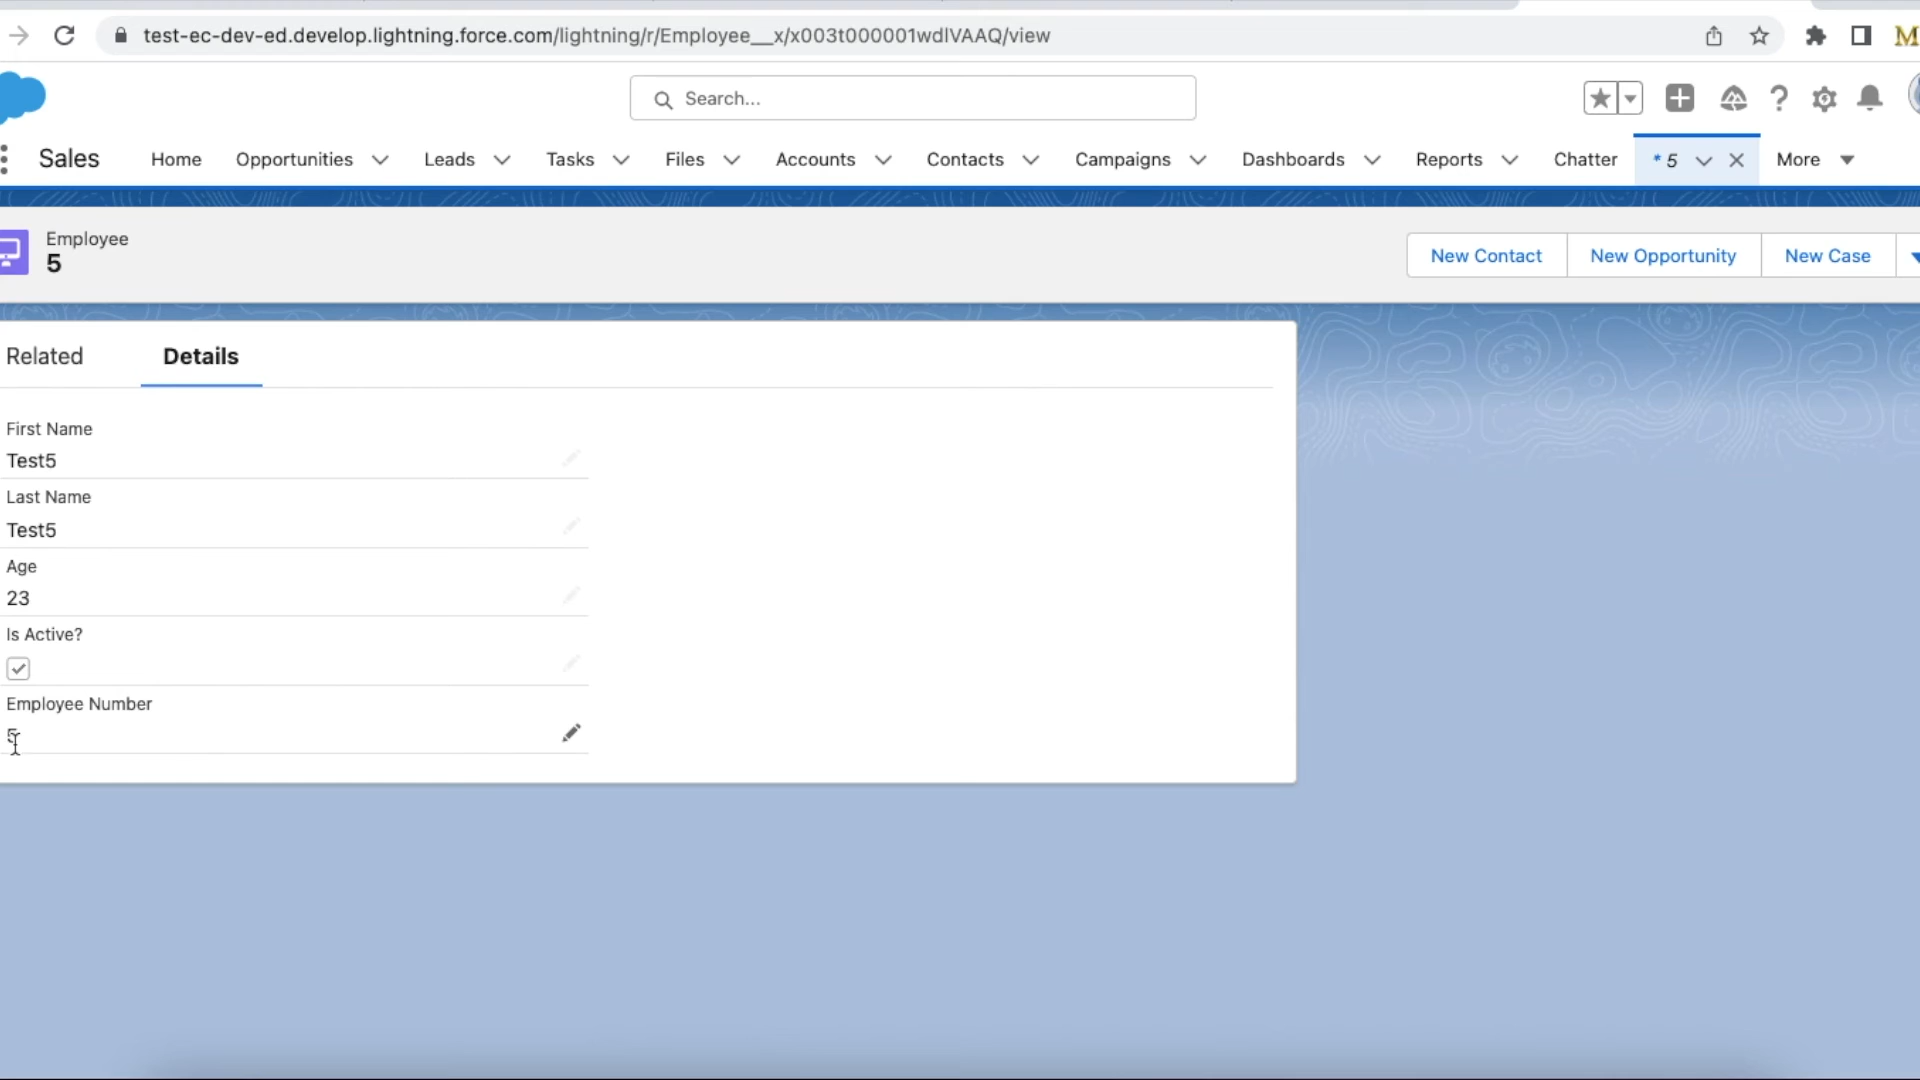 test-ec-dev-ed.develop.lightning.force.com/lightning/r/Employee__x/x003t000001wdlVAAQ/view
M
Search...
Sales Home Opportunities Leads Tasks Files Accounts Contacts Campaigns Dashboards Reports Chatter * 5 More
Employee
5
New Contact New Opportunity New Case
Related Details
First Name
Test5
Last Name
Test5
Age
23
Is Active?
Employee Number
5